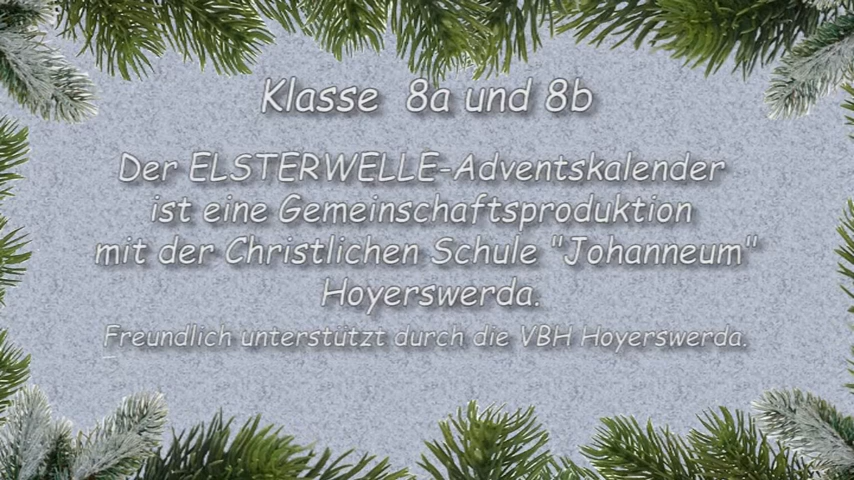 Klasse 8a und 8b
Der ELSTERWELLE-Adventskalender
ist eine Gemeinschaftsproduktion
mit der Christlichen Schule "Johanneum"
Hoyerswerda.
Freundlich unterstützt durch die VBH Hoyerswerda.